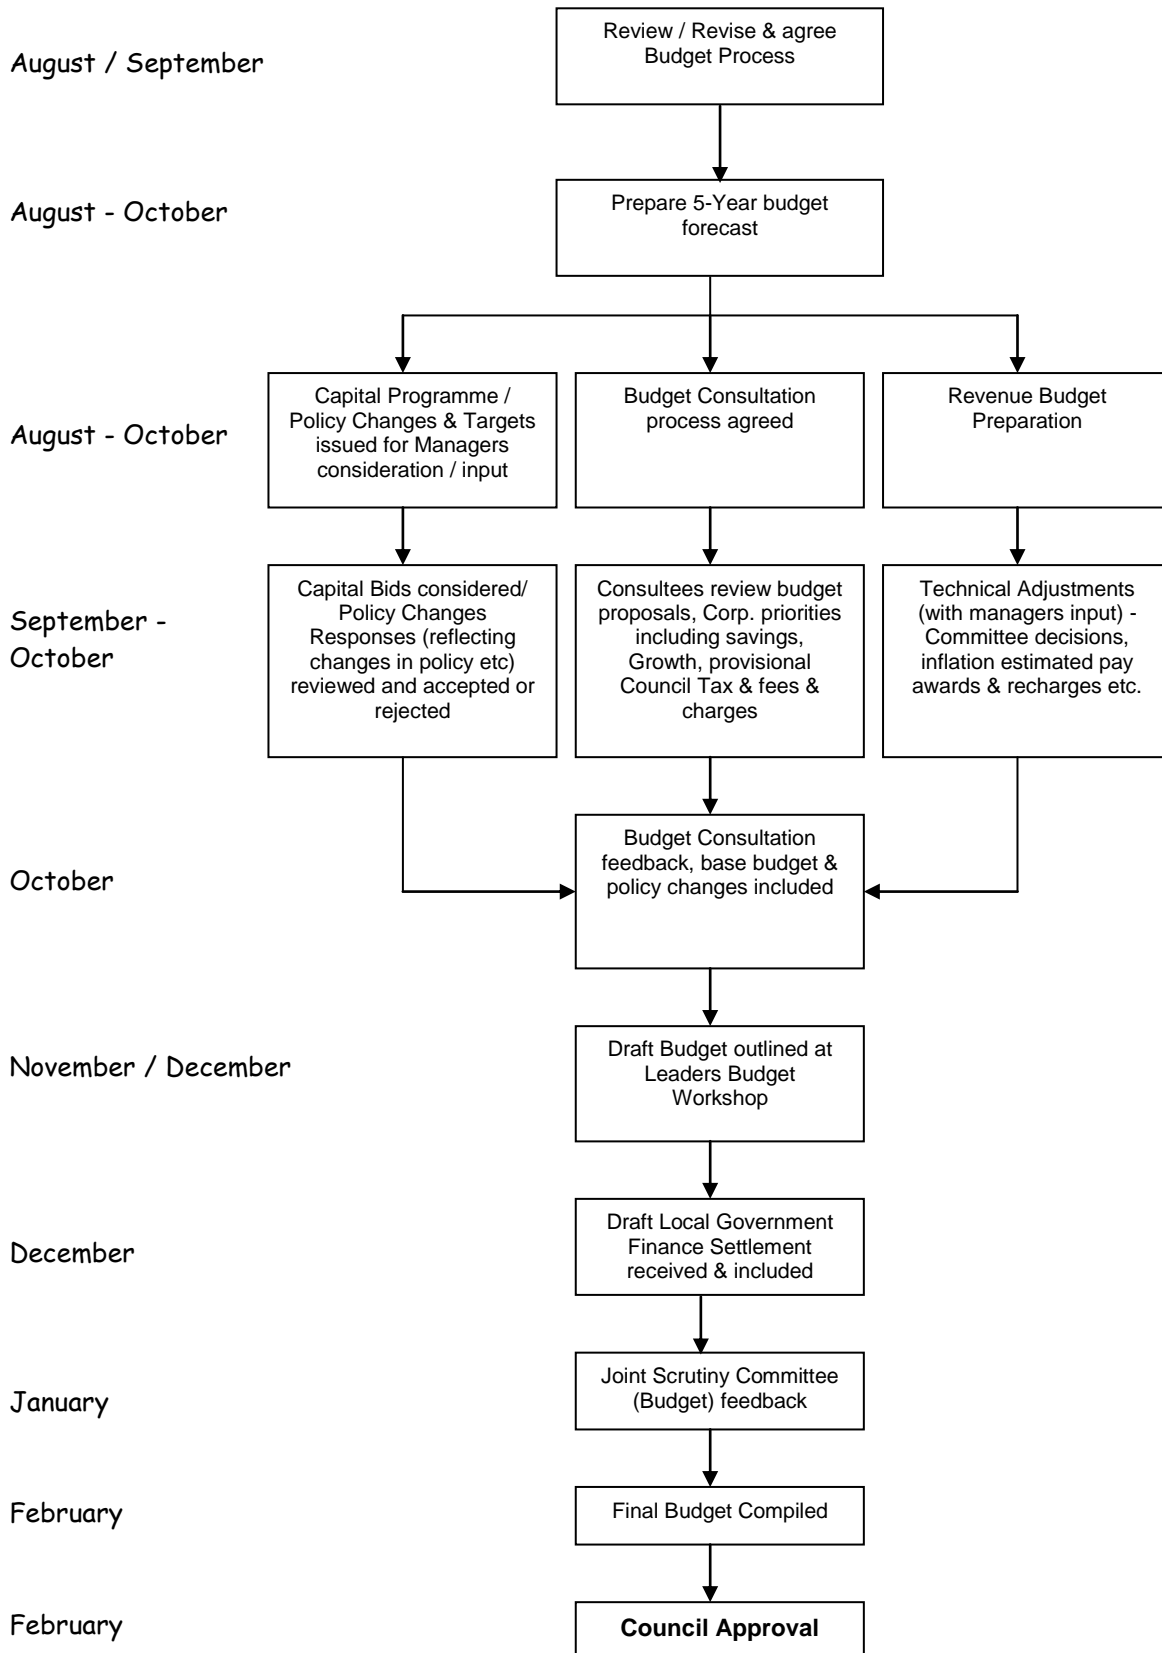 August / September
Review / Revise & agree
Budget Process
August - October
Prepare 5-Year budget
forecast
August - October
Capital Programme /
Policy Changes & Targets
issued for Managers
consideration / input
Budget Consultation
process agreed
Revenue Budget
Preparation
September -
October
Capital Bids considered/
Policy Changes
Responses (reflecting
changes in policy etc)
reviewed and accepted or
rejected
Consultees review budget
proposals, Corp. priorities
including savings,
Growth, provisional
Council Tax & fees &
charges
Technical Adjustments
(with managers input) -
Committee decisions,
inflation estimated pay
awards & recharges etc.
October
Budget Consultation
feedback, base budget &
policy changes included
November / December
Draft Budget outlined at
Leaders Budget
Workshop
December
Draft Local Government
Finance Settlement
received & included
January
Joint Scrutiny Committee
(Budget) feedback
February
Final Budget Compiled
February
Council Approval